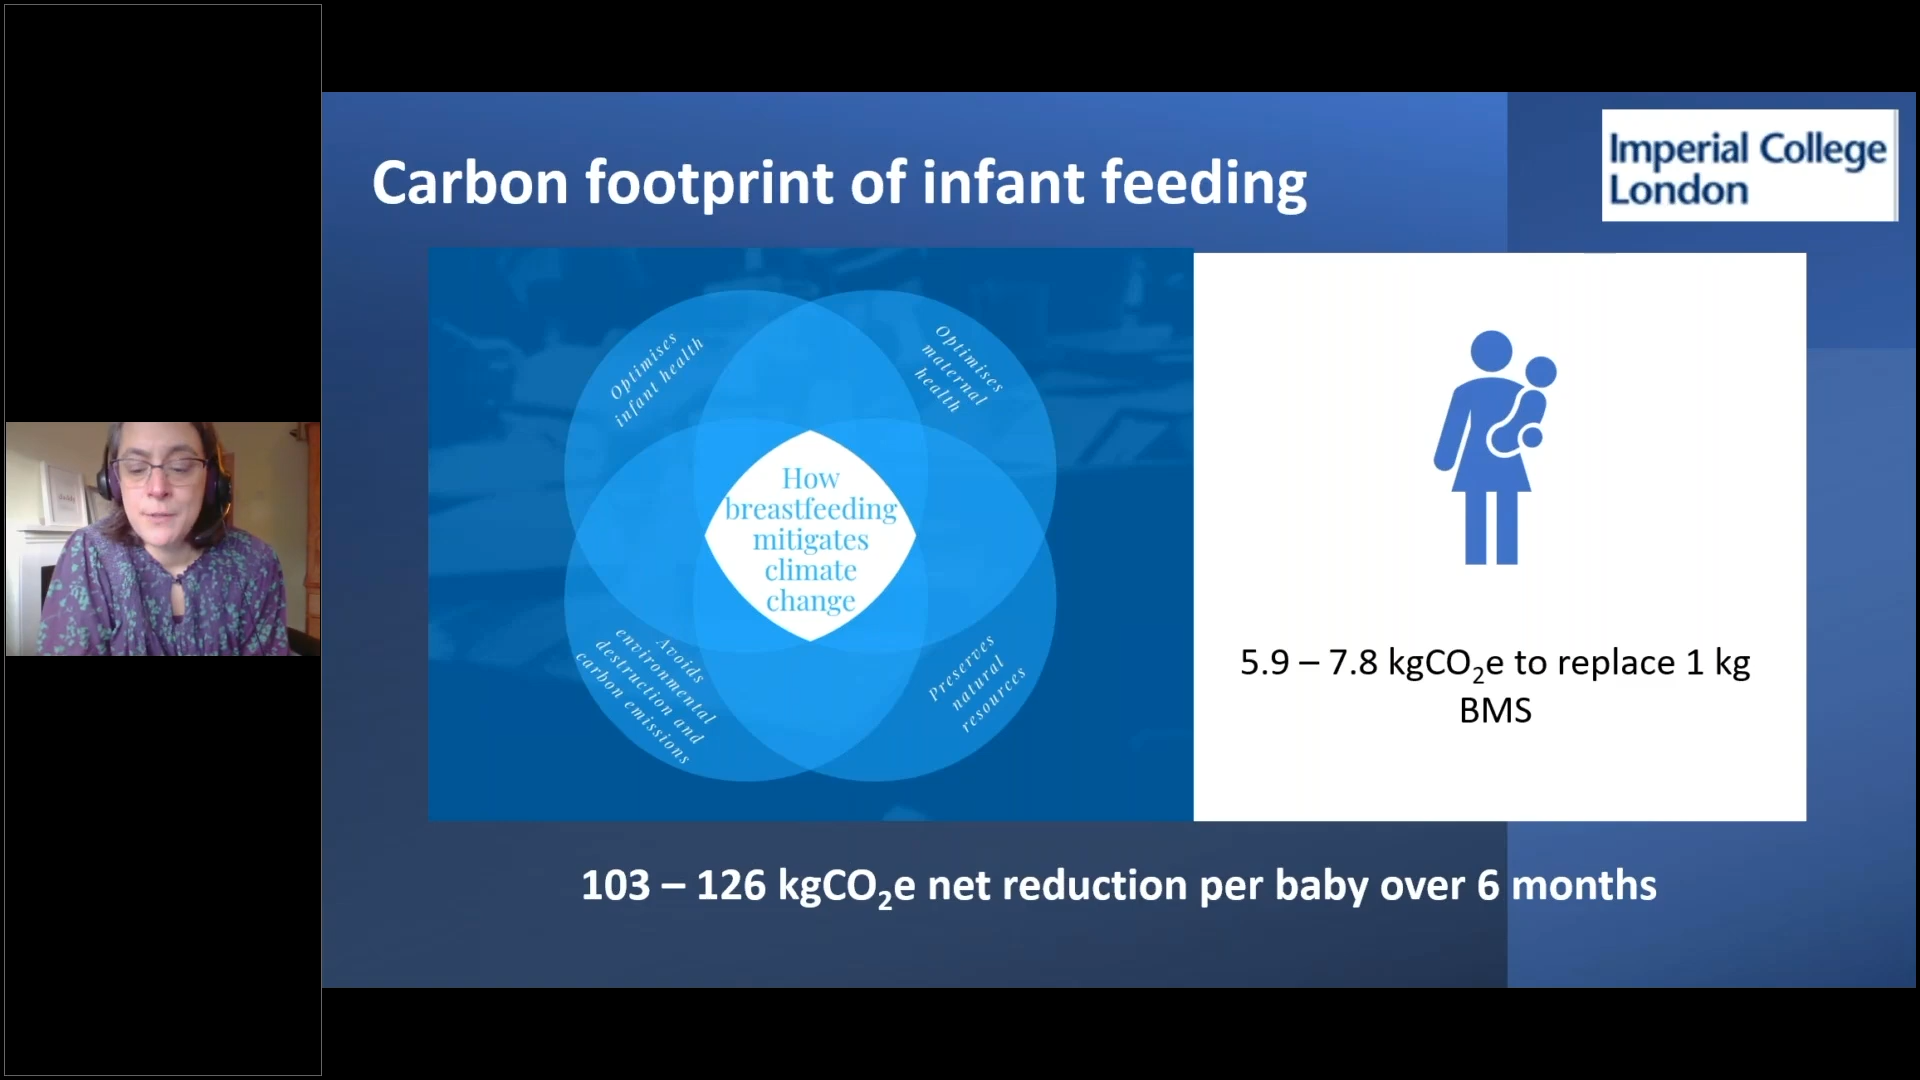 Carbon footprint of infant feeding
Imperial College
London
Optimises
infant health
Optimises
maternal
health
How
breastfeeding
mitigates
climate
change
Avoids
environmental
destruction and
carbon emissions
Preserves
natural
resources
5.9 – 7.8 kgCO₂e to replace 1 kg
BMS
103 – 126 kgCO₂e net reduction per baby over 6 months